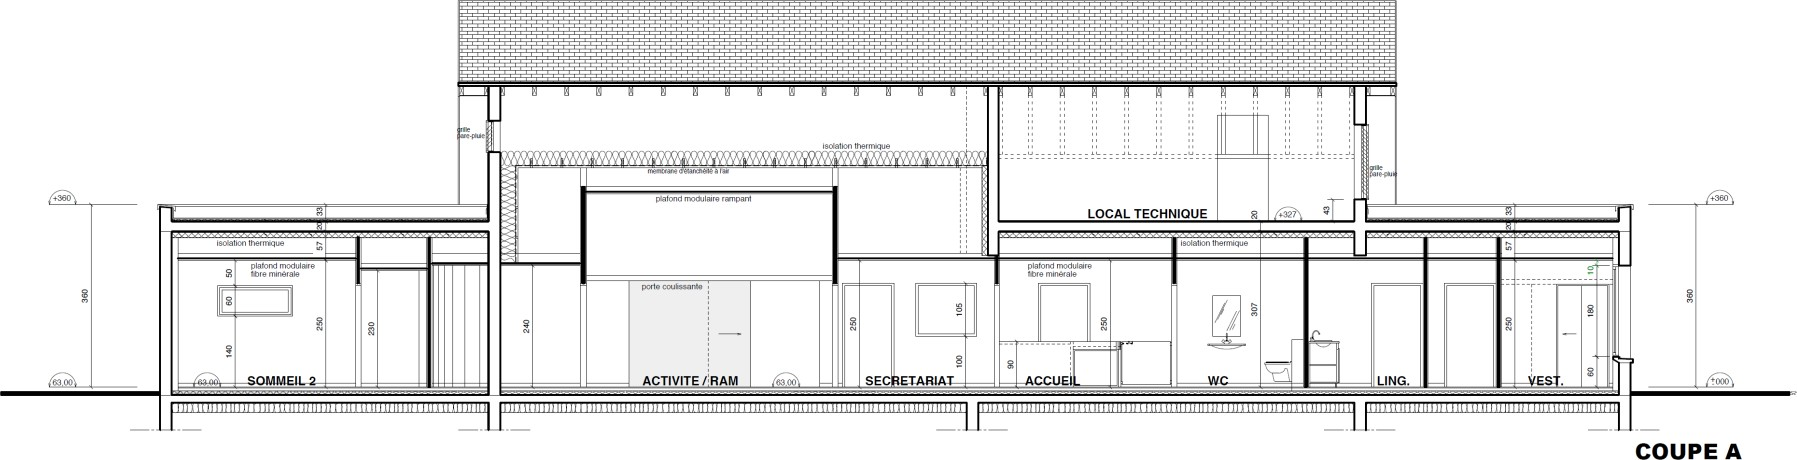 grille
pare-pluie
isolation thermique
membrane d'étanchéité à l'air
grille
pare-pluie
plafond modulaire rampant
+360
+360
33
20
57
LOCAL TECHNIQUE
20
+327
43
33
20
57
isolation thermique
isolation thermique
plafond modulaire
fibre minérale
plafond modulaire
fibre minérale
porte coulissante
360
50
60
140
250
230
240
250
105
100
90
250
307
250
10
180
60
360
63,00
63,00
SOMMEIL 2
ACTIVITE / RAM
63,00
SECRETARIAT
ACCUEIL
WC
LING.
VEST.
COUPE A